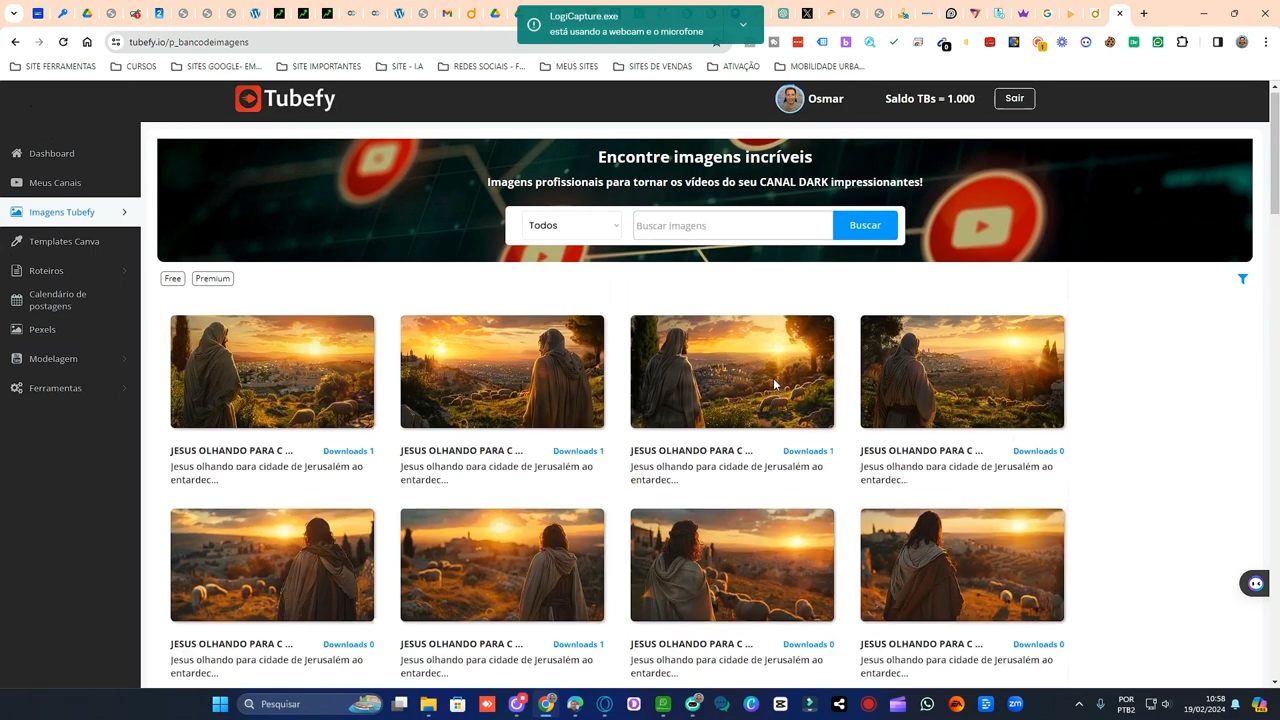 LogiCapture.exe
está usando a webcam e o microfone
tubefy.io/p_bancodeimagens
SITE FERRAMENTAS CURSOS SITES GOOGLE- EM... SITE IMPORTANTES SITE - I.A REDES SOCIAIS - F... MEUS SITES SITES DE VENDAS ATIVAÇÃO MOBILIDADE URBA...
Tubefy Osmar Saldo TBs = 1.000 Sair
Dashboard
Meus Canais
Imagens Tubefy
Templates Canva
Roteiros
Calendário de
postagens
Pexels
Modelagem
Ferramentas
Encontre imagens incríveis
Imagens profissionais para tornar os vídeos do seu CANAL DARK impressionantes!
Todos Buscar imagens Buscar
Free Premium
JESUS OLHANDO PARA C ... Downloads 1
Jesus olhando para cidade de Jerusalém ao
entardec...
JESUS OLHANDO PARA C ... Downloads 1
Jesus olhando para cidade de Jerusalém ao
entardec...
JESUS OLHANDO PARA C ... Downloads 1
Jesus olhando para cidade de Jerusalém ao
entardec...
JESUS OLHANDO PARA C ... Downloads 0
Jesus olhando para cidade de Jerusalém ao
entardec...
JESUS OLHANDO PARA C ... Downloads 0
Jesus olhando para cidade de Jerusalém ao
entardec...
JESUS OLHANDO PARA C ... Downloads 1
Jesus olhando para cidade de Jerusalém ao
entardec...
JESUS OLHANDO PARA C ... Downloads 0
Jesus olhando para cidade de Jerusalém ao
entardec...
JESUS OLHANDO PARA C ... Downloads 0
Jesus olhando para cidade de Jerusalém ao
entardec...
Pesquisar
POR
PTB2
10:58
19/02/2024